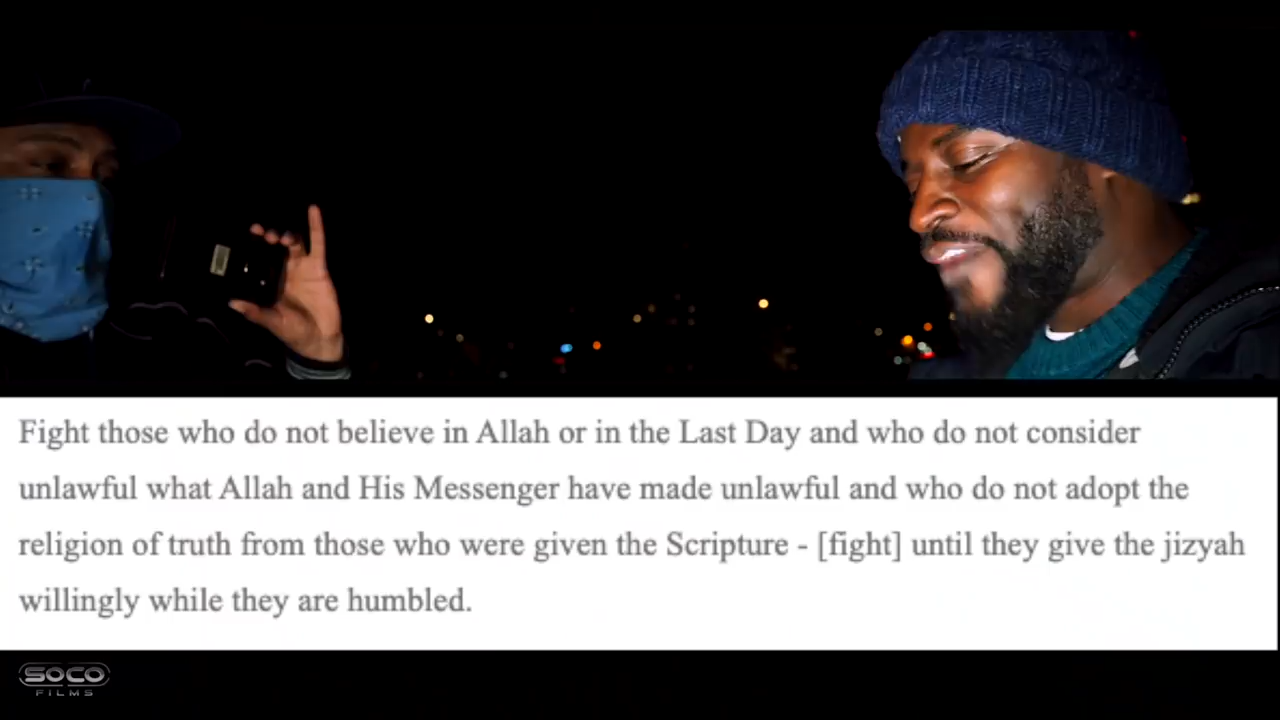 Fight those who do not believe in Allah or in the Last Day and who do not consider
unlawful what Allah and His Messenger have made unlawful and who do not adopt the
religion of truth from those who were given the Scripture - [fight] until they give the jizyah
willingly while they are humbled.
SOCO
FILMS